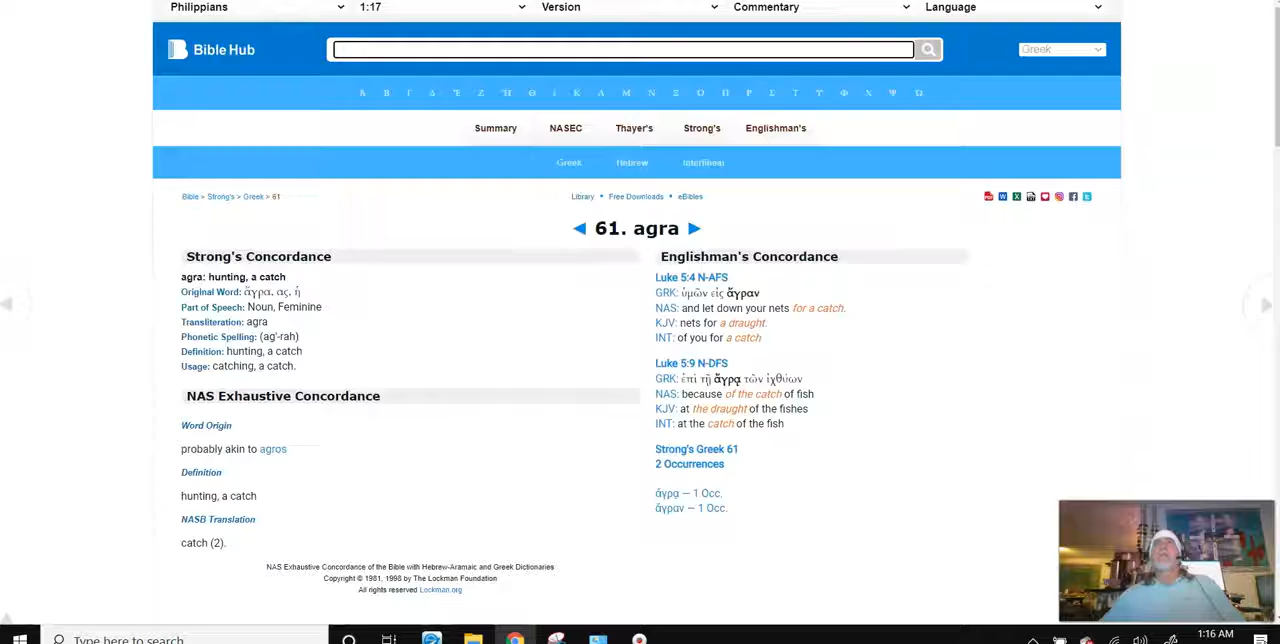 Philippians 1:17 Version Commentary Language
Bible Hub
Greek
Α Β Γ Δ Ἐ Ζ Ἡ Θ Ι Κ Λ Μ Ν Ξ Ο Π Ρ Σ Τ Υ Φ Χ Ψ Ω
Summary NASEC Thayer's Strong's Englishman's
Greek Hebrew Interlinear
Bible > Strong's > Greek > 61
Library • Free Downloads • eBibles
◄ 61. agra ►
Strong's Concordance
agra: hunting, a catch
Original Word: ἄγρα, ας, ἡ
Part of Speech: Noun, Feminine
Transliteration: agra
Phonetic Spelling: (ag'-rah)
Definition: hunting, a catch
Usage: catching, a catch.
NAS Exhaustive Concordance
Word Origin
probably akin to agros
Definition
hunting, a catch
NASB Translation
catch (2).
NAS Exhaustive Concordance of the Bible with Hebrew-Aramaic and Greek Dictionaries
Copyright © 1981, 1998 by The Lockman Foundation
All rights reserved Lockman.org
Englishman's Concordance
Luke 5:4 N-AFS
GRK: ὑμῶν εἰς ἄγραν
NAS: and let down your nets for a catch.
KJV: nets for a draught.
INT: of you for a catch
Luke 5:9 N-DFS
GRK: ἐπὶ τῇ ἄγρᾳ τῶν ἰχθύων
NAS: because of the catch of fish
KJV: at the draught of the fishes
INT: at the catch of the fish
Strong's Greek 61
2 Occurrences
ἄγρᾳ — 1 Occ.
ἄγραν — 1 Occ.
Type here to search
1:16 AM